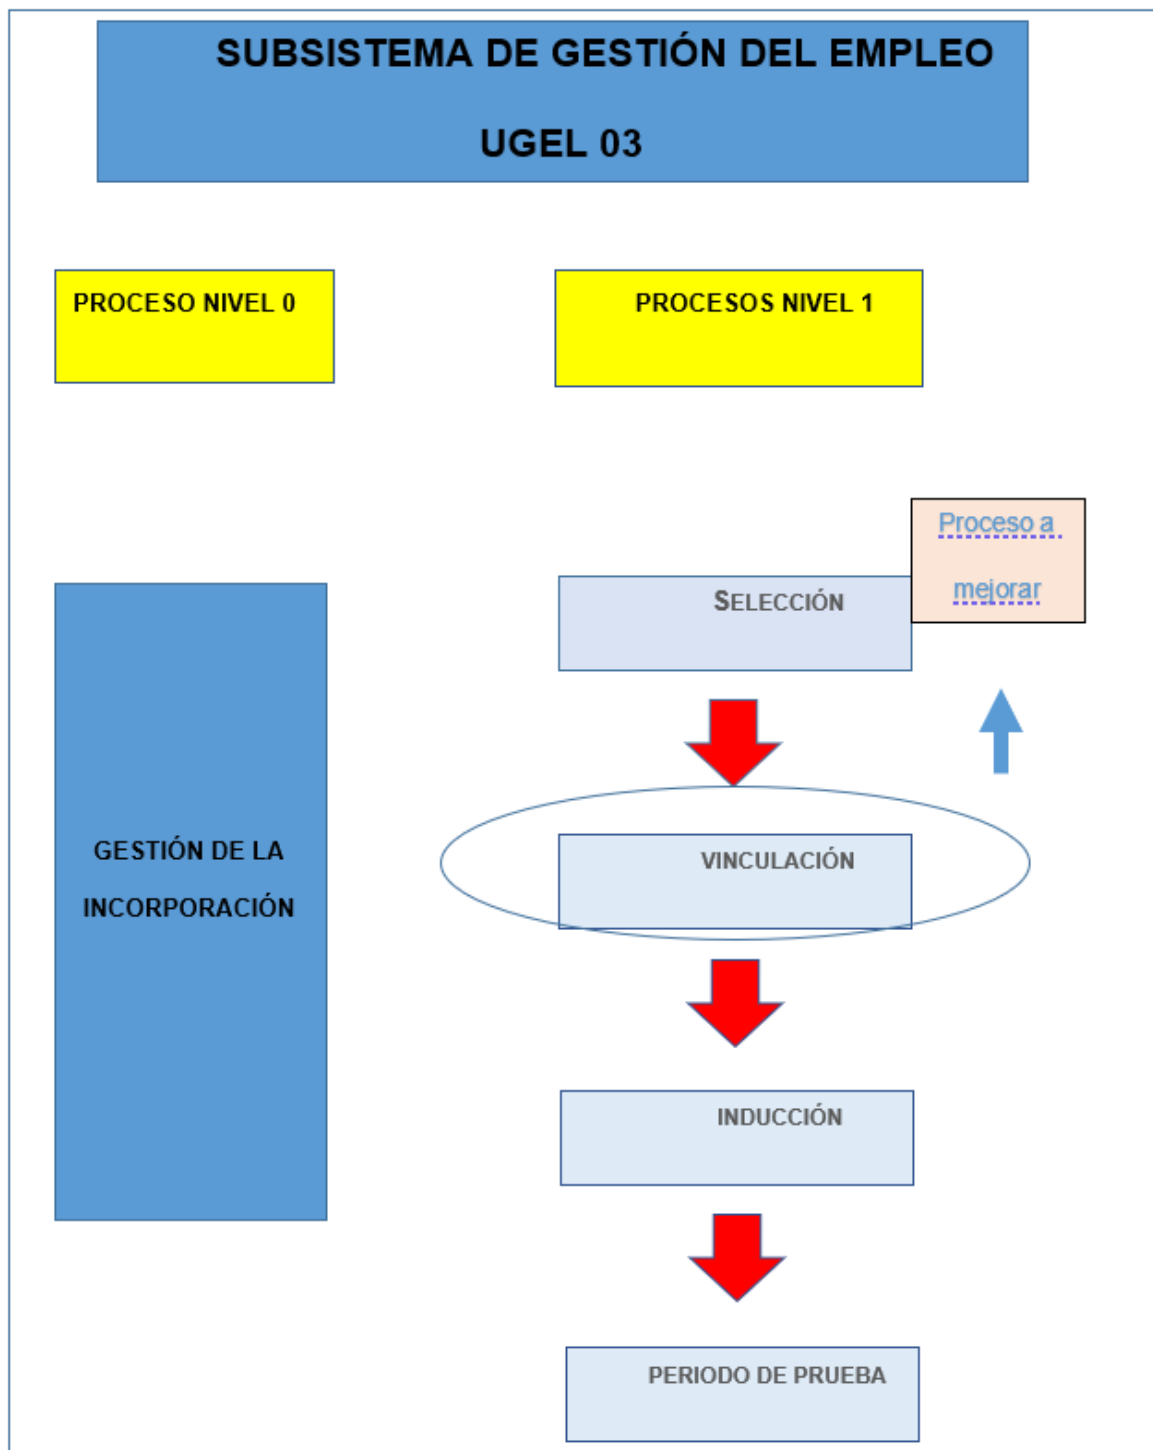 SUBSISTEMA DE GESTIÓN DEL EMPLEO
UGEL 03
PROCESO NIVEL 0
PROCESOS NIVEL 1
Proceso a
mejorar
SELECCIÓN
GESTIÓN DE LA
INCORPORACIÓN
VINCULACIÓN
INDUCCIÓN
PERIODO DE PRUEBA